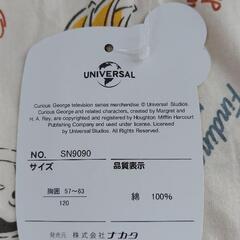 UNIVERSAL
Curious George television series merchandise © Universal Studios.
Curious George and related characters, created by Margret and
H. A. Rey, are copyrighted and registered by Houghton Mifflin Harcourt
Publishing Company and used under license. Licensed by
Universal Studios. All Rights Reserved.
NO. SN9090
サイズ 品質表示
胸囲 57〜63
120
綿 100%
発売元 株式会社ナカタ